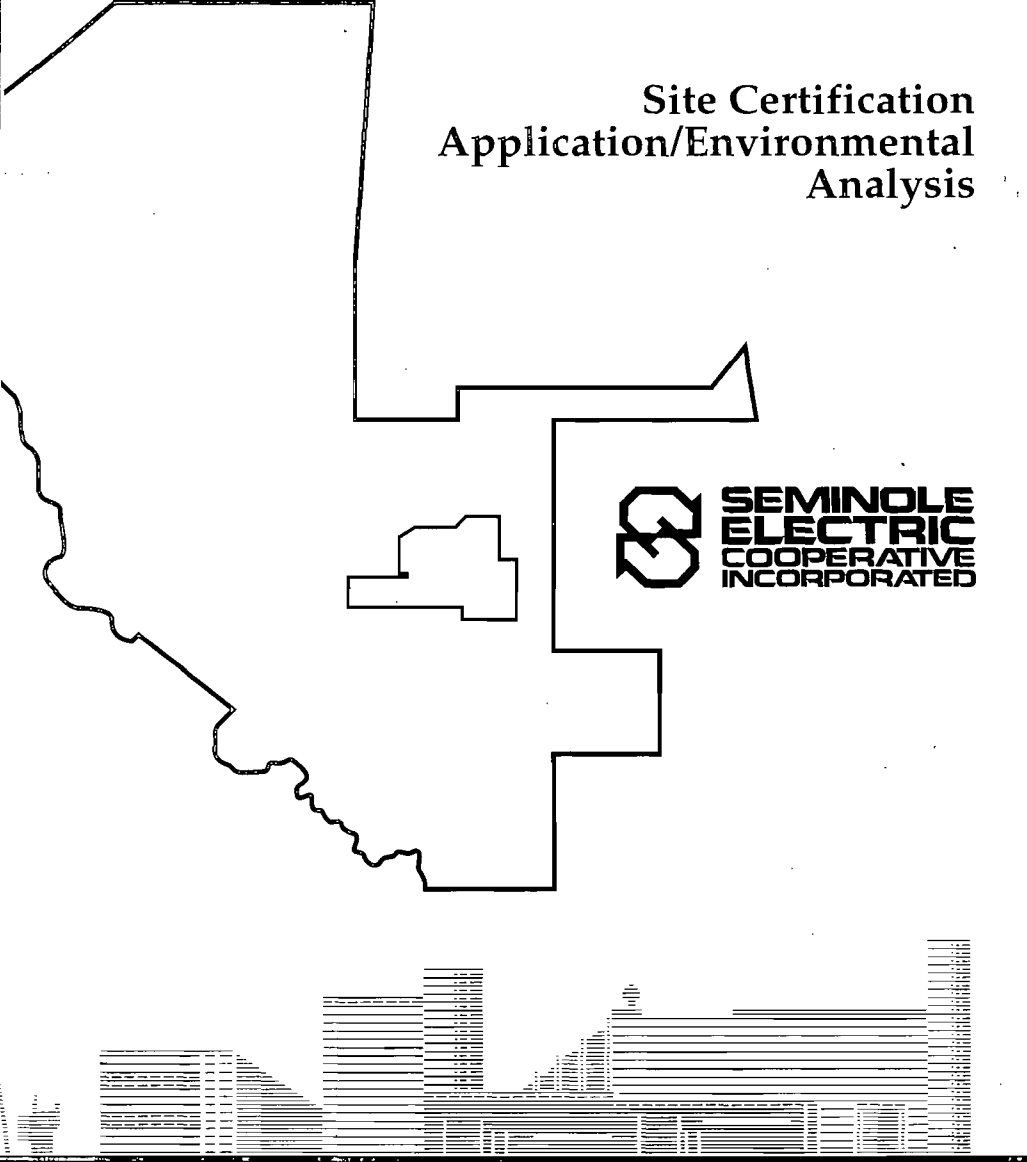 Site Certification
Application/Environmental
Analysis
SEMINOLE
ELECTRIC
COOPERATIVE
INCORPORATED